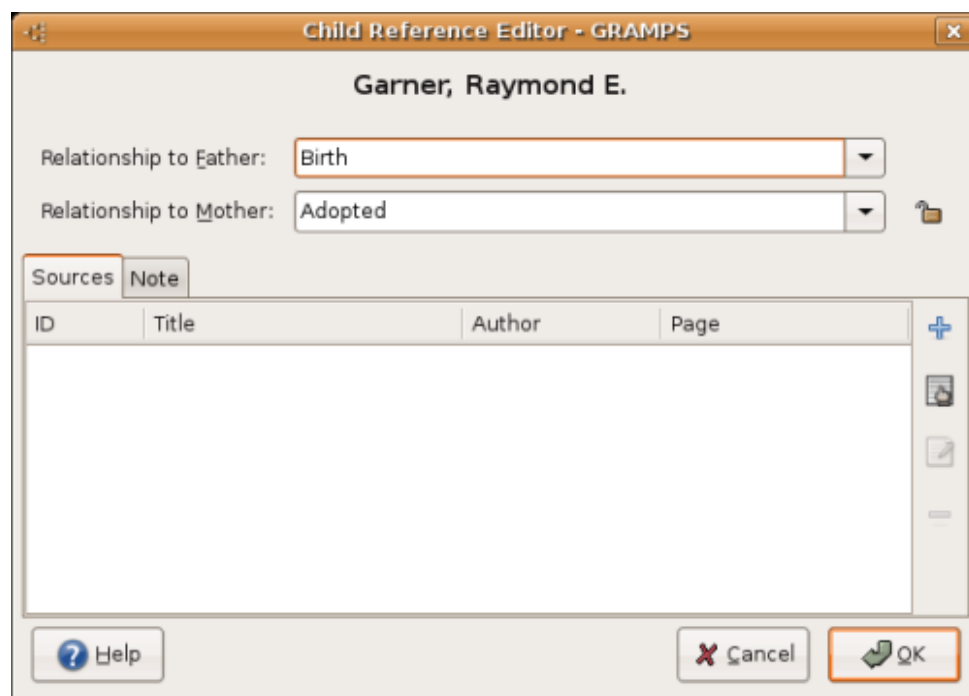 Child Reference Editor - GRAMPS
Garner, Raymond E.
Relationship to Father: Birth
Relationship to Mother: Adopted
Sources Note
ID Title Author Page
Help Cancel OK